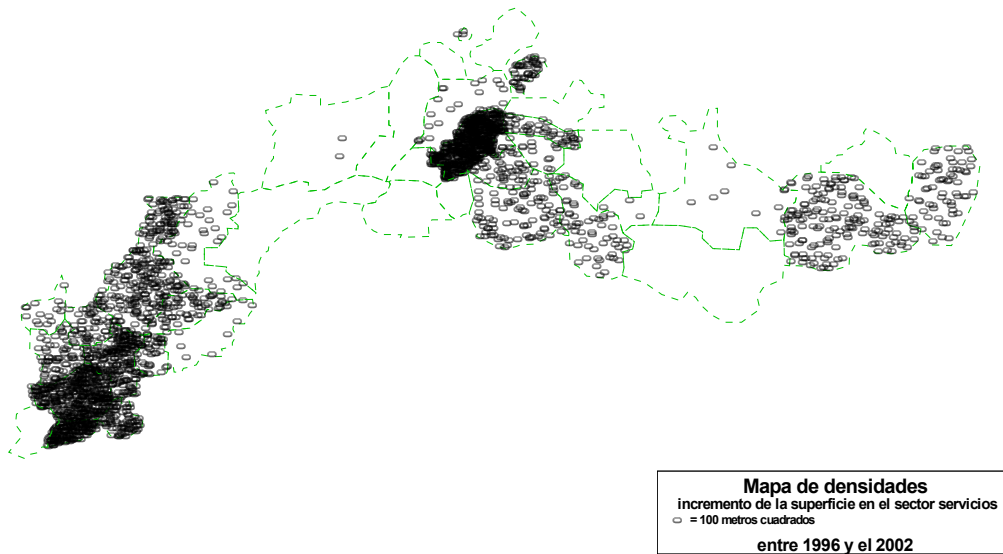 Mapa de densidades
incremento de la superficie en el sector servicios
= 100 metros cuadrados
entre 1996 y el 2002